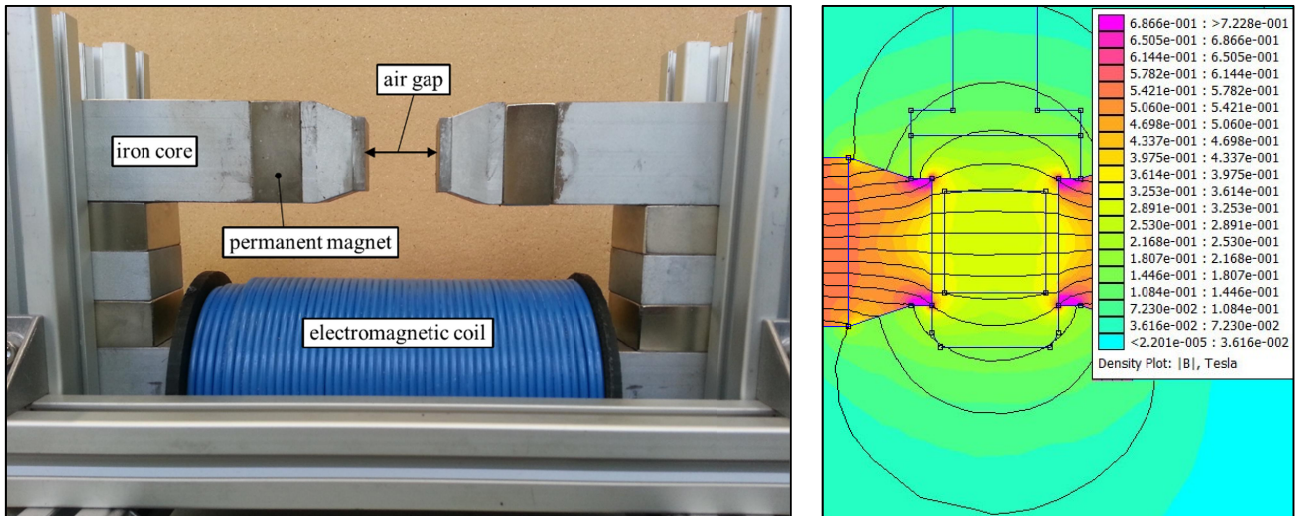 air gap
iron core
permanent magnet
electromagnetic coil
6.866e-001 : >7.228e-001
6.505e-001 : 6.866e-001
6.144e-001 : 6.505e-001
5.782e-001 : 6.144e-001
5.421e-001 : 5.782e-001
5.060e-001 : 5.421e-001
4.698e-001 : 5.060e-001
4.337e-001 : 4.698e-001
3.975e-001 : 4.337e-001
3.614e-001 : 3.975e-001
3.253e-001 : 3.614e-001
2.891e-001 : 3.253e-001
2.530e-001 : 2.891e-001
2.168e-001 : 2.530e-001
1.807e-001 : 2.168e-001
1.446e-001 : 1.807e-001
1.084e-001 : 1.446e-001
7.230e-002 : 1.084e-001
3.616e-002 : 7.230e-002
<2.201e-005 : 3.616e-002
Density Plot: |B|, Tesla